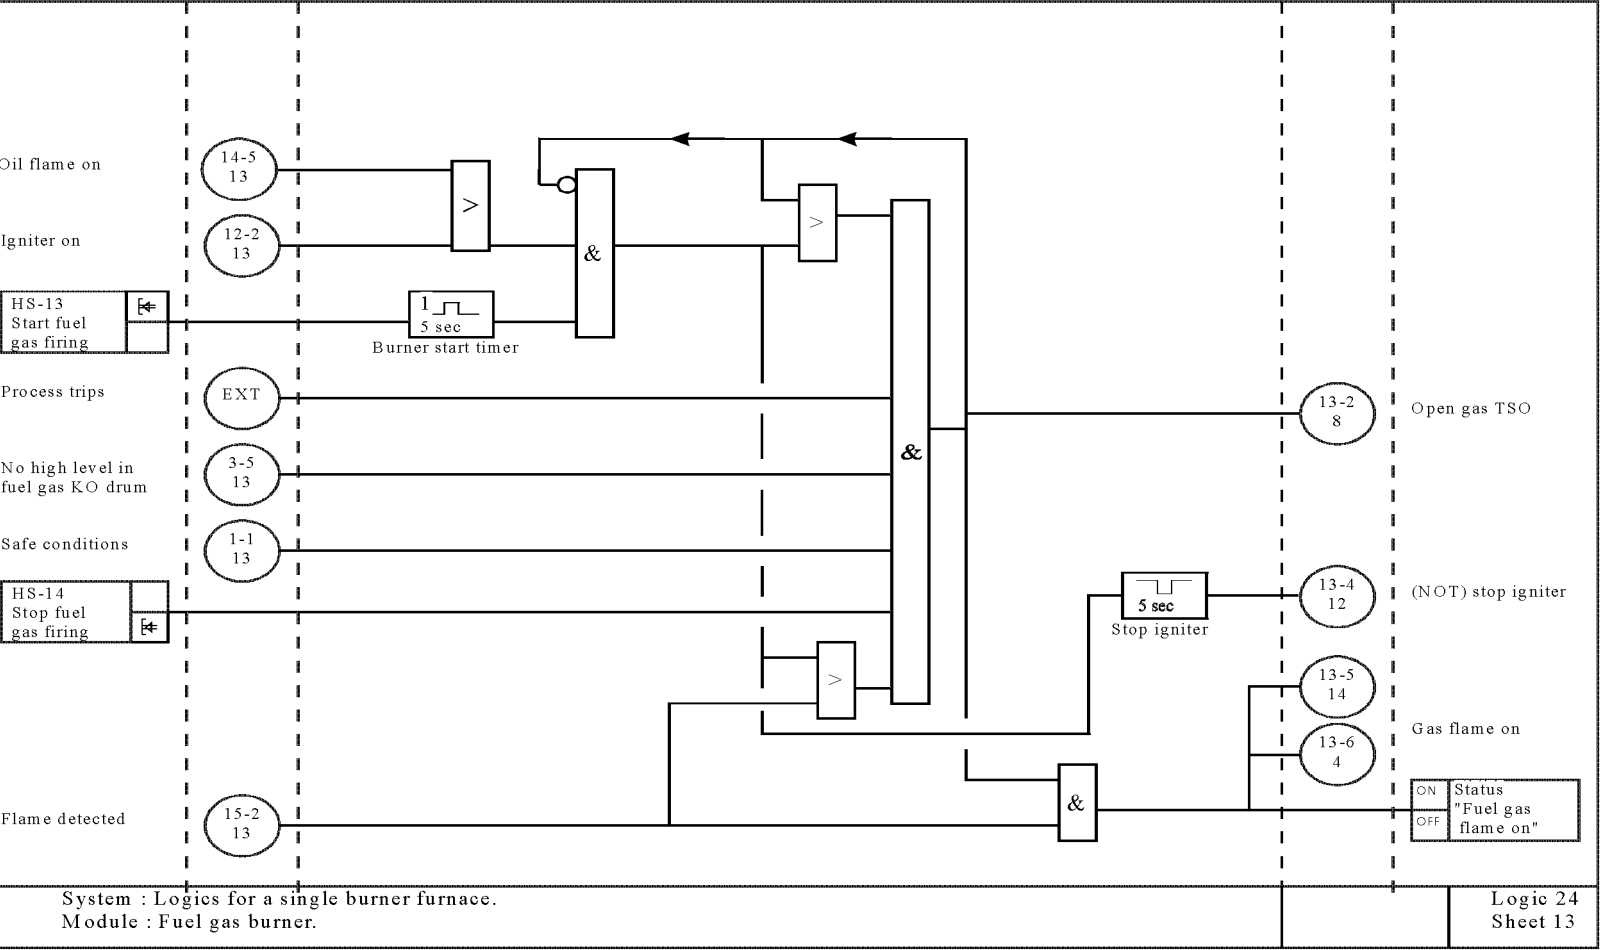 Oil flame on
14-5
13
>
Igniter on
12-2
13
&
>
HS-13
Start fuel
gas firing
1
5 sec
Burner start timer
Process trips
EXT
13-2
8
Open gas TSO
&
No high level in
fuel gas KO drum
3-5
13
Safe conditions
1-1
13
HS-14
Stop fuel
gas firing
5 sec
Stop igniter
13-4
12
(NOT) stop igniter
>
13-5
14
Gas flame on
13-6
4
Flame detected
15-2
13
&
ON
OFF
Status
"Fuel gas
flame on"
System : Logics for a single burner furnace.
Module : Fuel gas burner.
Logic 24
Sheet 13